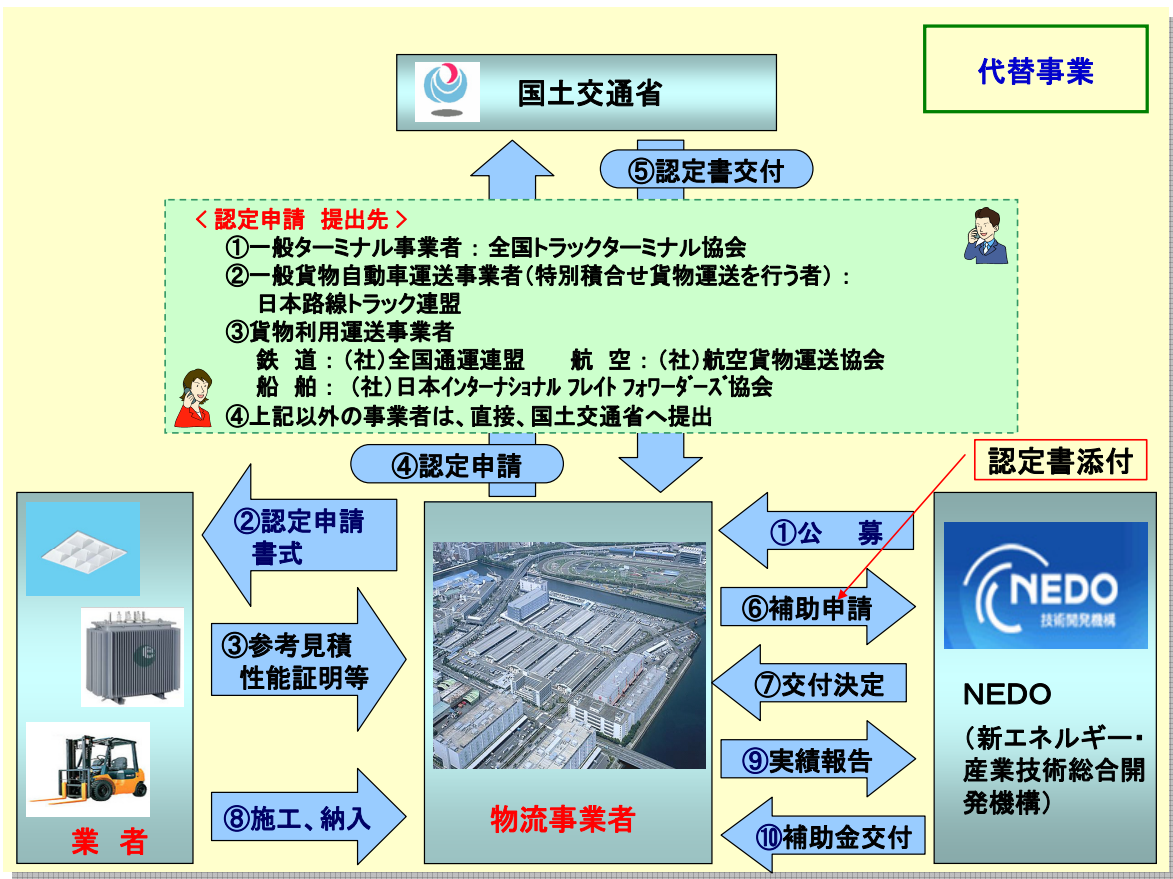 代替事業
国土交通省
⑤認定書交付
＜認定申請 提出先＞
①一般ターミナル事業者：全国トラックターミナル協会
②一般貨物自動車運送事業者（特別積合せ貨物運送を行う者）：
日本路線トラック連盟
③貨物利用運送事業者
鉄 道：（社）全国通運連盟 航 空：（社）航空貨物運送協会
船 舶：（社）日本インターナショナル フレイト フォワーダーズ協会
④上記以外の事業者は、直接、国土交通省へ提出
④認定申請
認定書添付
②認定申請
書式
③参考見積
性能証明等
⑧施工、納入
業 者
物流事業者
①公 募
⑥補助申請
⑦交付決定
⑨実績報告
⑩補助金交付
NEDO
技術開発機構
NEDO
（新エネルギー・
産業技術総合開
発機構）